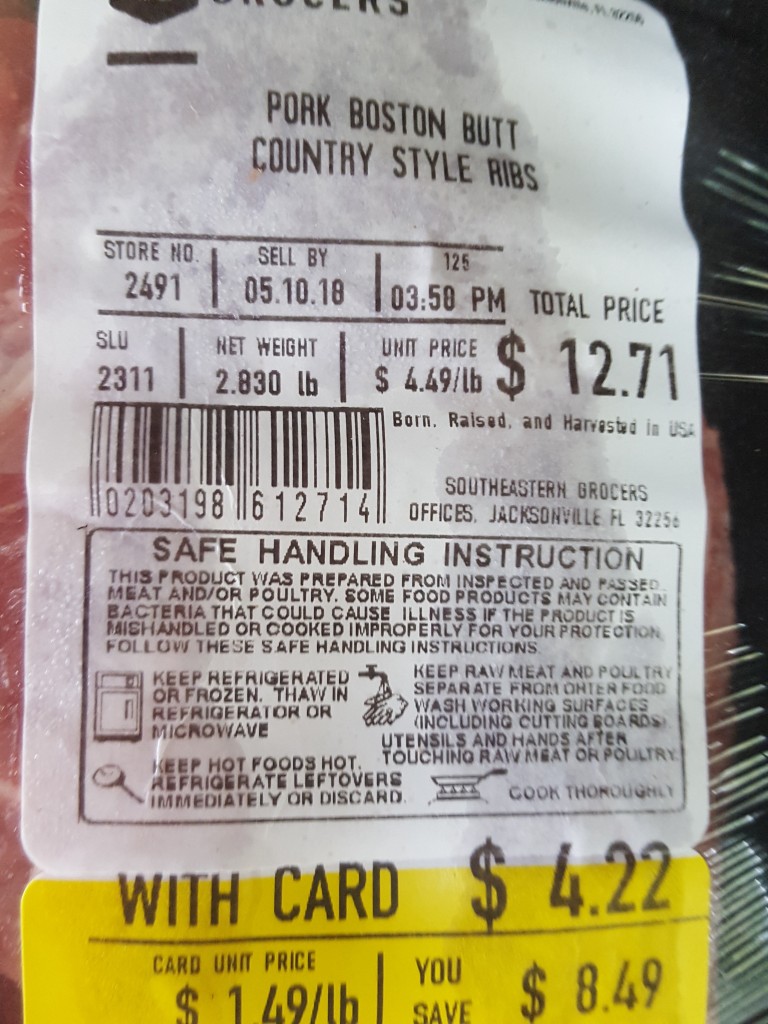 GROCERS
PORK BOSTON BUTT
COUNTRY STYLE RIBS
STORE NO. SELL BY 125
2491 05.10.18 03:58 PM TOTAL PRICE
SLU NET WEIGHT UNIT PRICE
2311 2.830 lb $ 4.49/lb $ 12.71
Born, Raised, and Harvested in USA
0203198 612714
SOUTHEASTERN GROCERS
OFFICES, JACKSONVILLE FL 32256
SAFE HANDLING INSTRUCTION
THIS PRODUCT WAS PREPARED FROM INSPECTED AND PASSED
MEAT AND/OR POULTRY. SOME FOOD PRODUCTS MAY CONTAIN
BACTERIA THAT COULD CAUSE ILLNESS IF THE PRODUCT IS
MISHANDLED OR COOKED IMPROPERLY FOR YOUR PROTECTION,
FOLLOW THESE SAFE HANDLING INSTRUCTIONS.
KEEP REFRIGERATED
OR FROZEN. THAW IN
REFRIGERATOR OR
MICROWAVE
KEEP RAW MEAT AND POULTRY
SEPARATE FROM OHTER FOOD
WASH WORKING SURFACES
(INCLUDING CUTTING BOARDS)
UTENSILS AND HANDS AFTER
TOUCHING RAW MEAT OR POULTRY
KEEP HOT FOODS HOT.
REFRIGERATE LEFTOVERS
IMMEDIATELY OR DISCARD.
COOK THOROUGHLY
WITH CARD $ 4.22
CARD UNIT PRICE
$ 1.49/lb
YOU
SAVE
$ 8.49